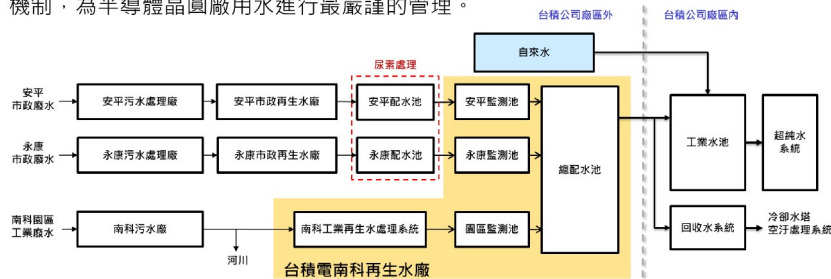 機制，為半導體晶圓廠用水進行最嚴謹的管理。
台積公司廠區外
台積公司廠區內
自來水
尿素處理
安平
市政廢水
安平污水處理廠
安平市政再生水廠
安平配水池
安平監測池
永康
市政廢水
永康污水處理廠
永康市政再生水廠
永康配水池
永康監測池
總配水池
工業水池
超純水
系統
南科園區
工業廢水
南科污水廠
河川
南科工業再生水處理系統
園區監測池
回收水系統
冷卻水塔
空汙處理系統
台積電南科再生水廠